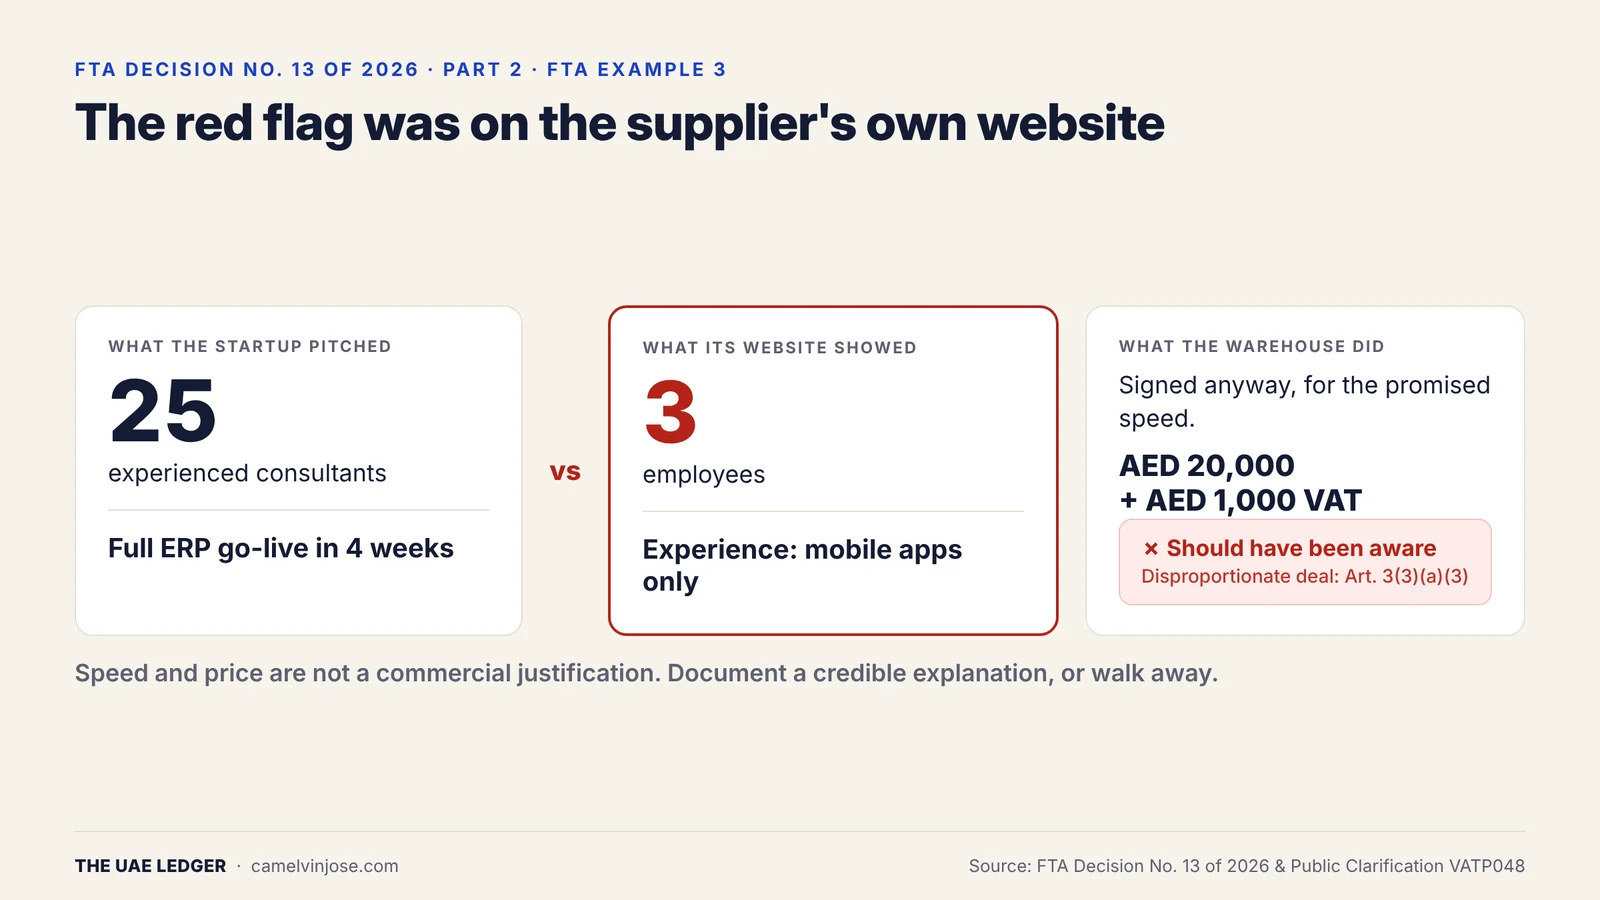 FTA DECISION NO. 13 OF 2026 · PART 2 · FTA EXAMPLE 3
The red flag was on the supplier's own website
WHAT THE STARTUP PITCHED
25
experienced consultants
Full ERP go-live in 4 weeks
vs
WHAT ITS WEBSITE SHOWED
3
employees
Experience: mobile apps
only
WHAT THE WAREHOUSE DID
Signed anyway, for the promised
speed.
AED 20,000
+ AED 1,000 VAT
× Should have been aware
Disproportionate deal: Art. 3(3)(a)(3)
Speed and price are not a commercial justification. Document a credible explanation, or walk away.
THE UAE LEDGER · camelvinjose.com
Source: FTA Decision No. 13 of 2026 & Public Clarification VATP048